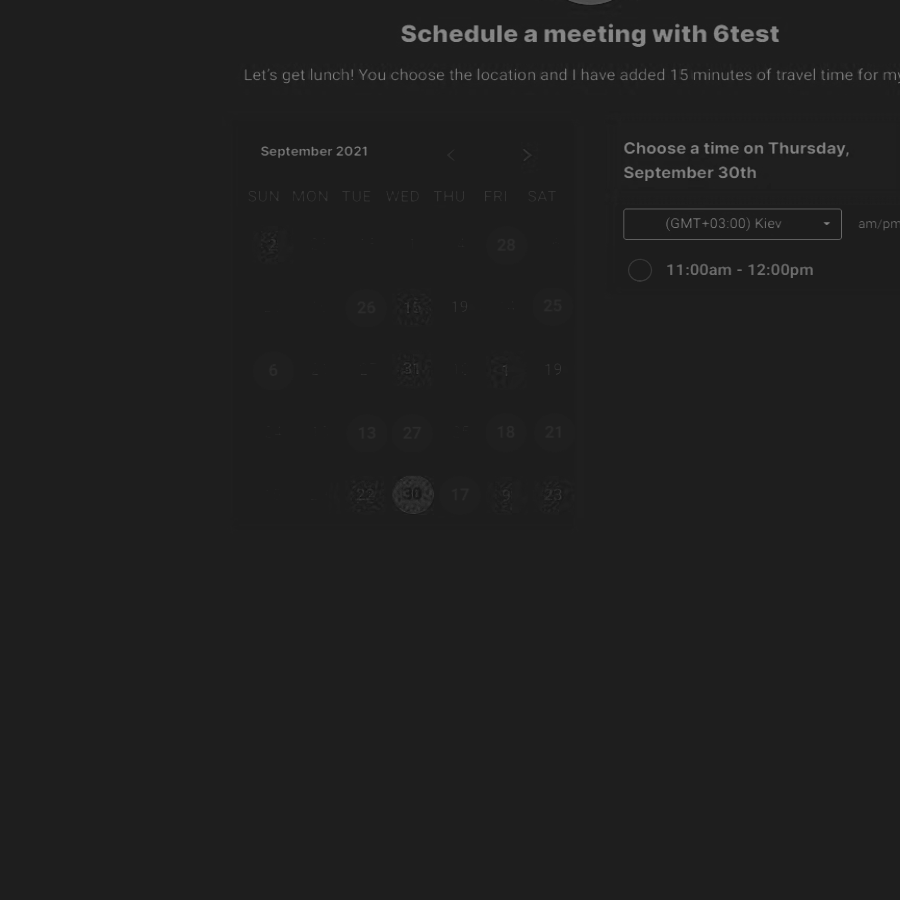 Schedule a meeting with 6test
Let's get lunch! You choose the location and I have added 15 minutes of travel time for my
September 2021
SUN MON TUE WED THU FRI SAT
28
26 19 25
6 31 19
13 27 18 21
22 30 17 9 23
Choose a time on Thursday,
September 30th
(GMT+03:00) Kiev am/pm
11:00am - 12:00pm